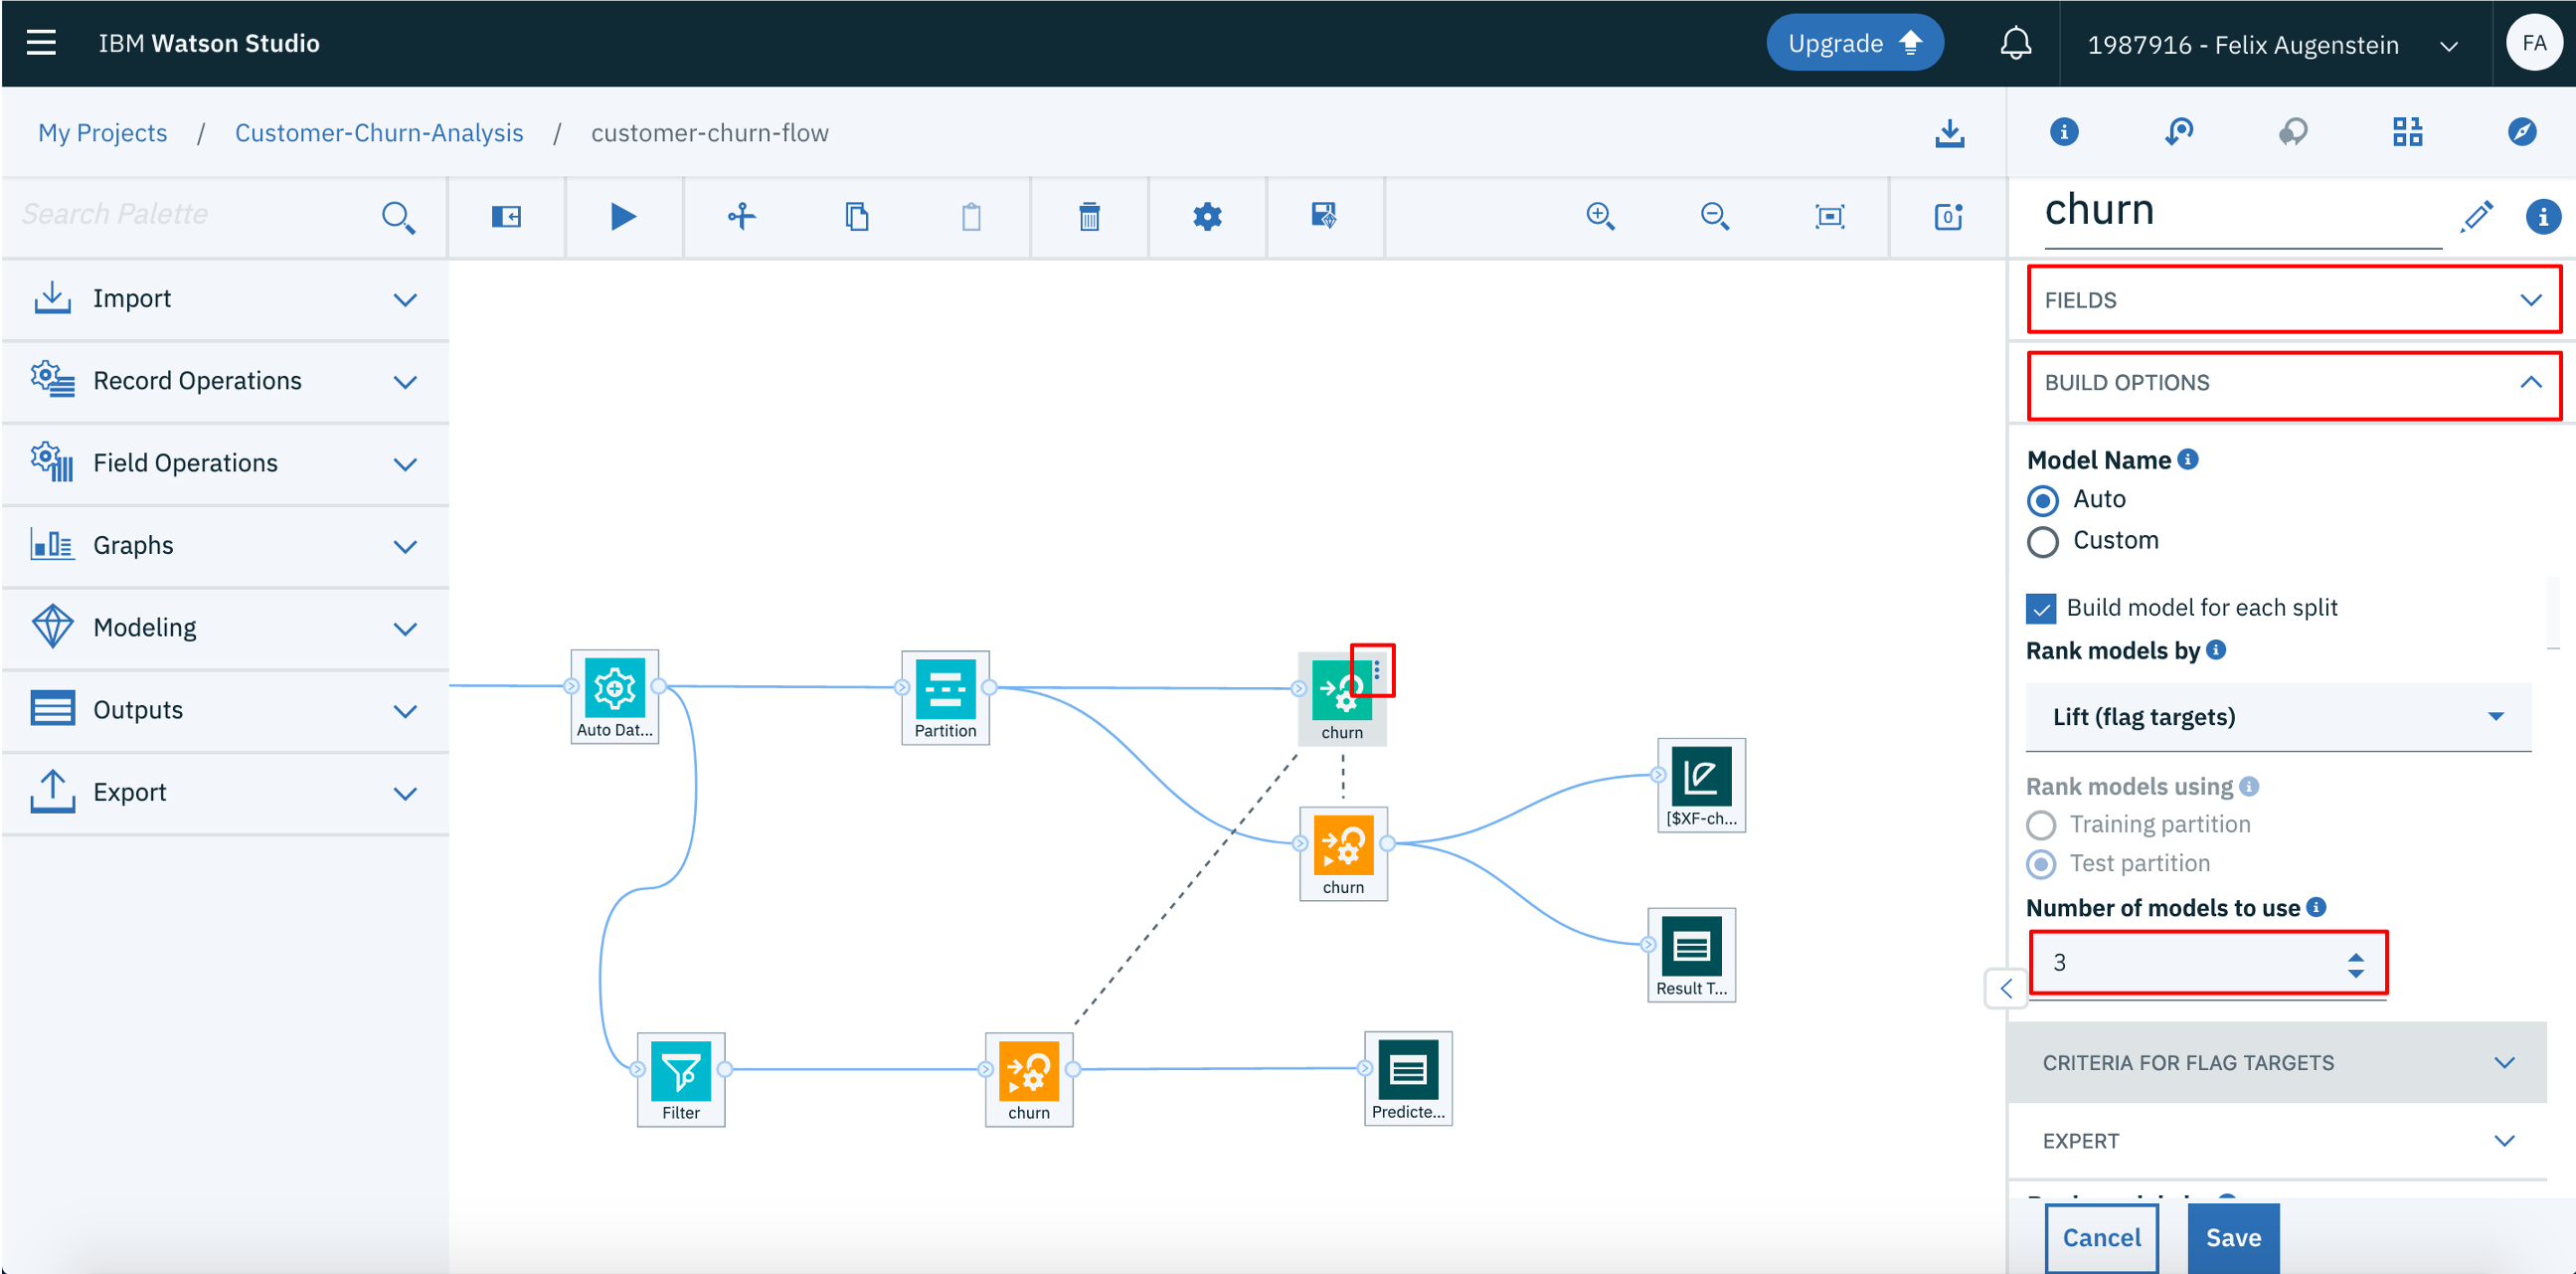 IBM Watson Studio
Upgrade
1987916 - Felix Augenstein
FA
My Projects / Customer-Churn-Analysis / customer-churn-flow
Search Palette
Import
Record Operations
Field Operations
Graphs
Modeling
Outputs
Export
Auto Dat...
Partition
churn
churn
[$XF-ch...
Result T...
Filter
churn
Predicte...
churn
FIELDS
BUILD OPTIONS
Model Name
Auto
Custom
Build model for each split
Rank models by
Lift (flag targets)
Rank models using
Training partition
Test partition
Number of models to use
3
CRITERIA FOR FLAG TARGETS
EXPERT
Cancel
Save